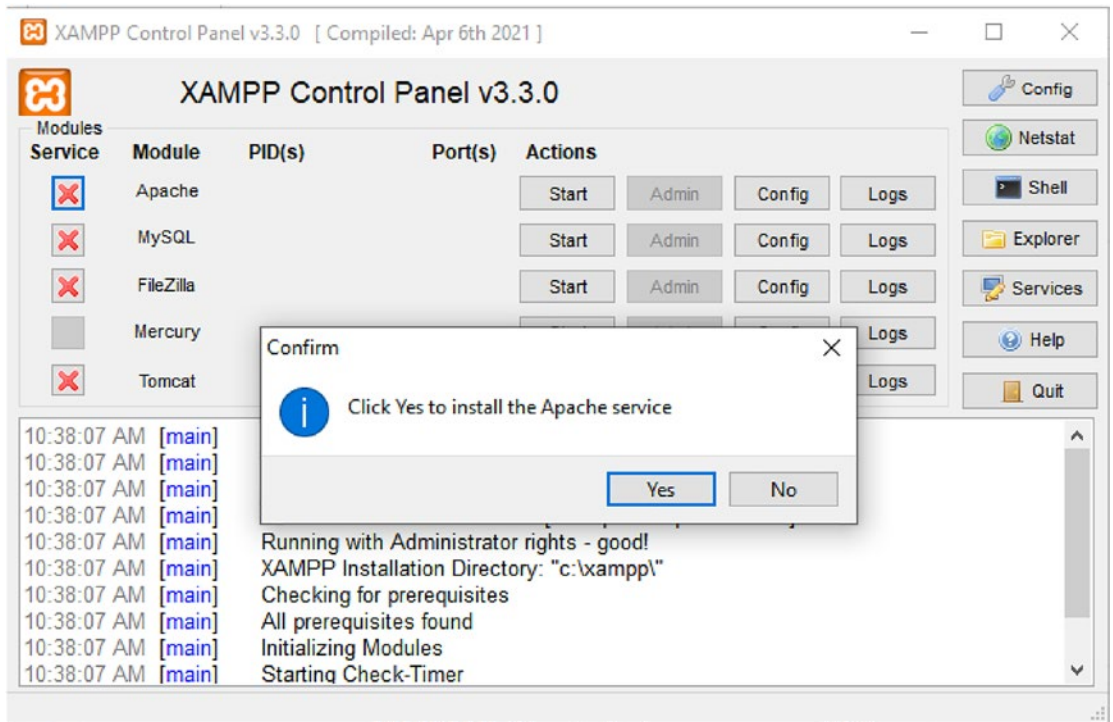 XAMPP Control Panel v3.3.0 [ Compiled: Apr 6th 2021 ]
XAMPP Control Panel v3.3.0
Config
Modules
Netstat
Service Module PID(s) Port(s) Actions
Apache Start Admin Config Logs
Shell
MySQL Start Admin Config Logs
Explorer
FileZilla Start Admin Config Logs
Services
Mercury Logs
Help
Confirm
Tomcat Logs
Quit
Click Yes to install the Apache service
Yes No
10:38:07 AM [main]
10:38:07 AM [main]
10:38:07 AM [main]
10:38:07 AM [main]
10:38:07 AM [main] Running with Administrator rights - good!
10:38:07 AM [main] XAMPP Installation Directory: "c:\xampp\"
10:38:07 AM [main] Checking for prerequisites
10:38:07 AM [main] All prerequisites found
10:38:07 AM [main] Initializing Modules
10:38:07 AM [main] Starting Check-Timer